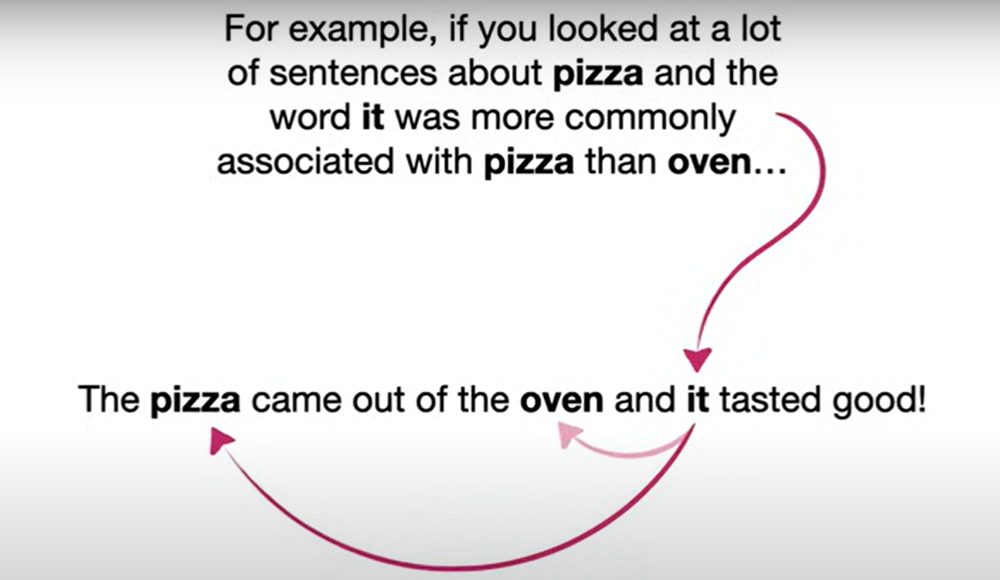 For example, if you looked at a lot
of sentences about pizza and the
word it was more commonly
associated with pizza than oven...
The pizza came out of the oven and it tasted good!